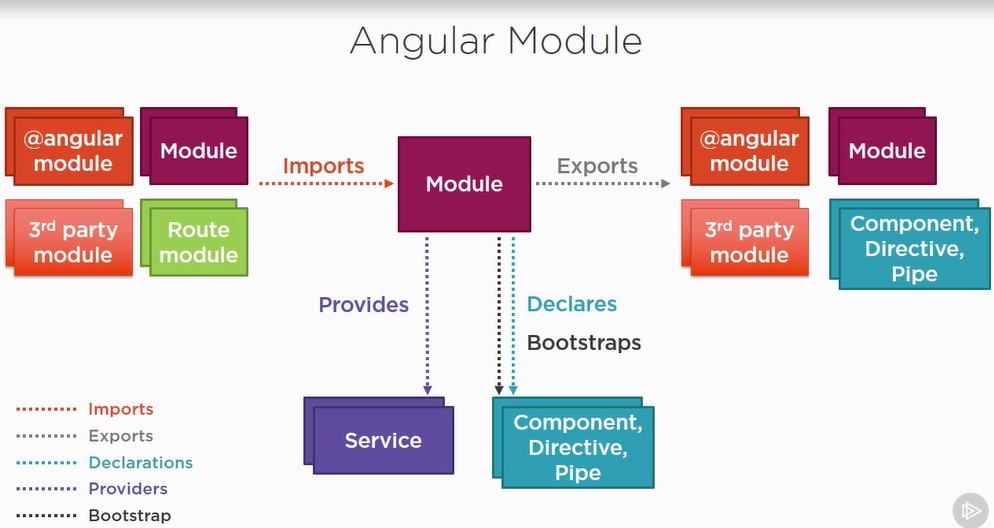 Angular Module
@angular
module
Module
3rd party
module
Route
module
Imports
Module
Exports
@angular
module
Module
3rd party
module
Component,
Directive,
Pipe
Provides
Declares
Bootstraps
Service
Component,
Directive,
Pipe
Imports
Exports
Declarations
Providers
Bootstrap